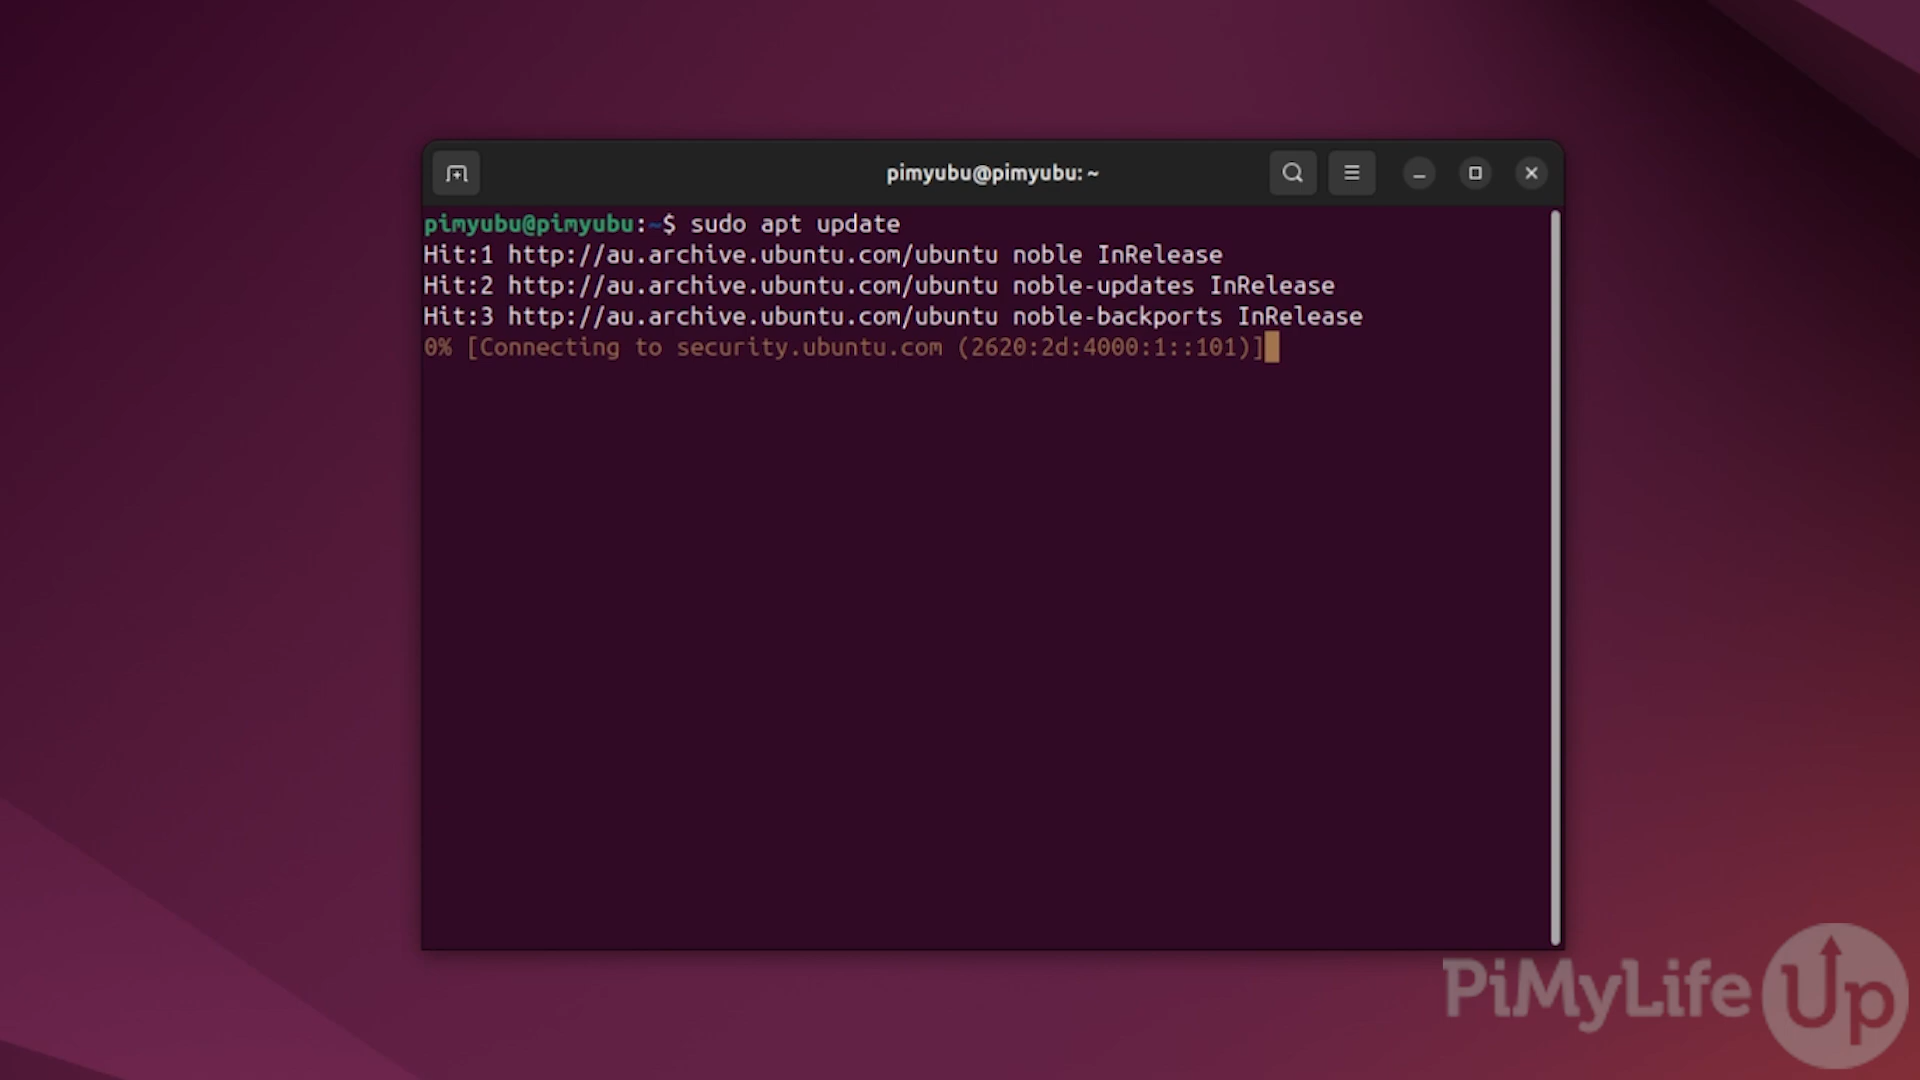 pimyubu@pimyubu: ~
pimyubu@pimyubu:~$ sudo apt update
Hit:1 http://au.archive.ubuntu.com/ubuntu noble InRelease
Hit:2 http://au.archive.ubuntu.com/ubuntu noble-updates InRelease
Hit:3 http://au.archive.ubuntu.com/ubuntu noble-backports InRelease
0% [Connecting to security.ubuntu.com (2620:2d:4000:1::101)]
PiMyLifeUp